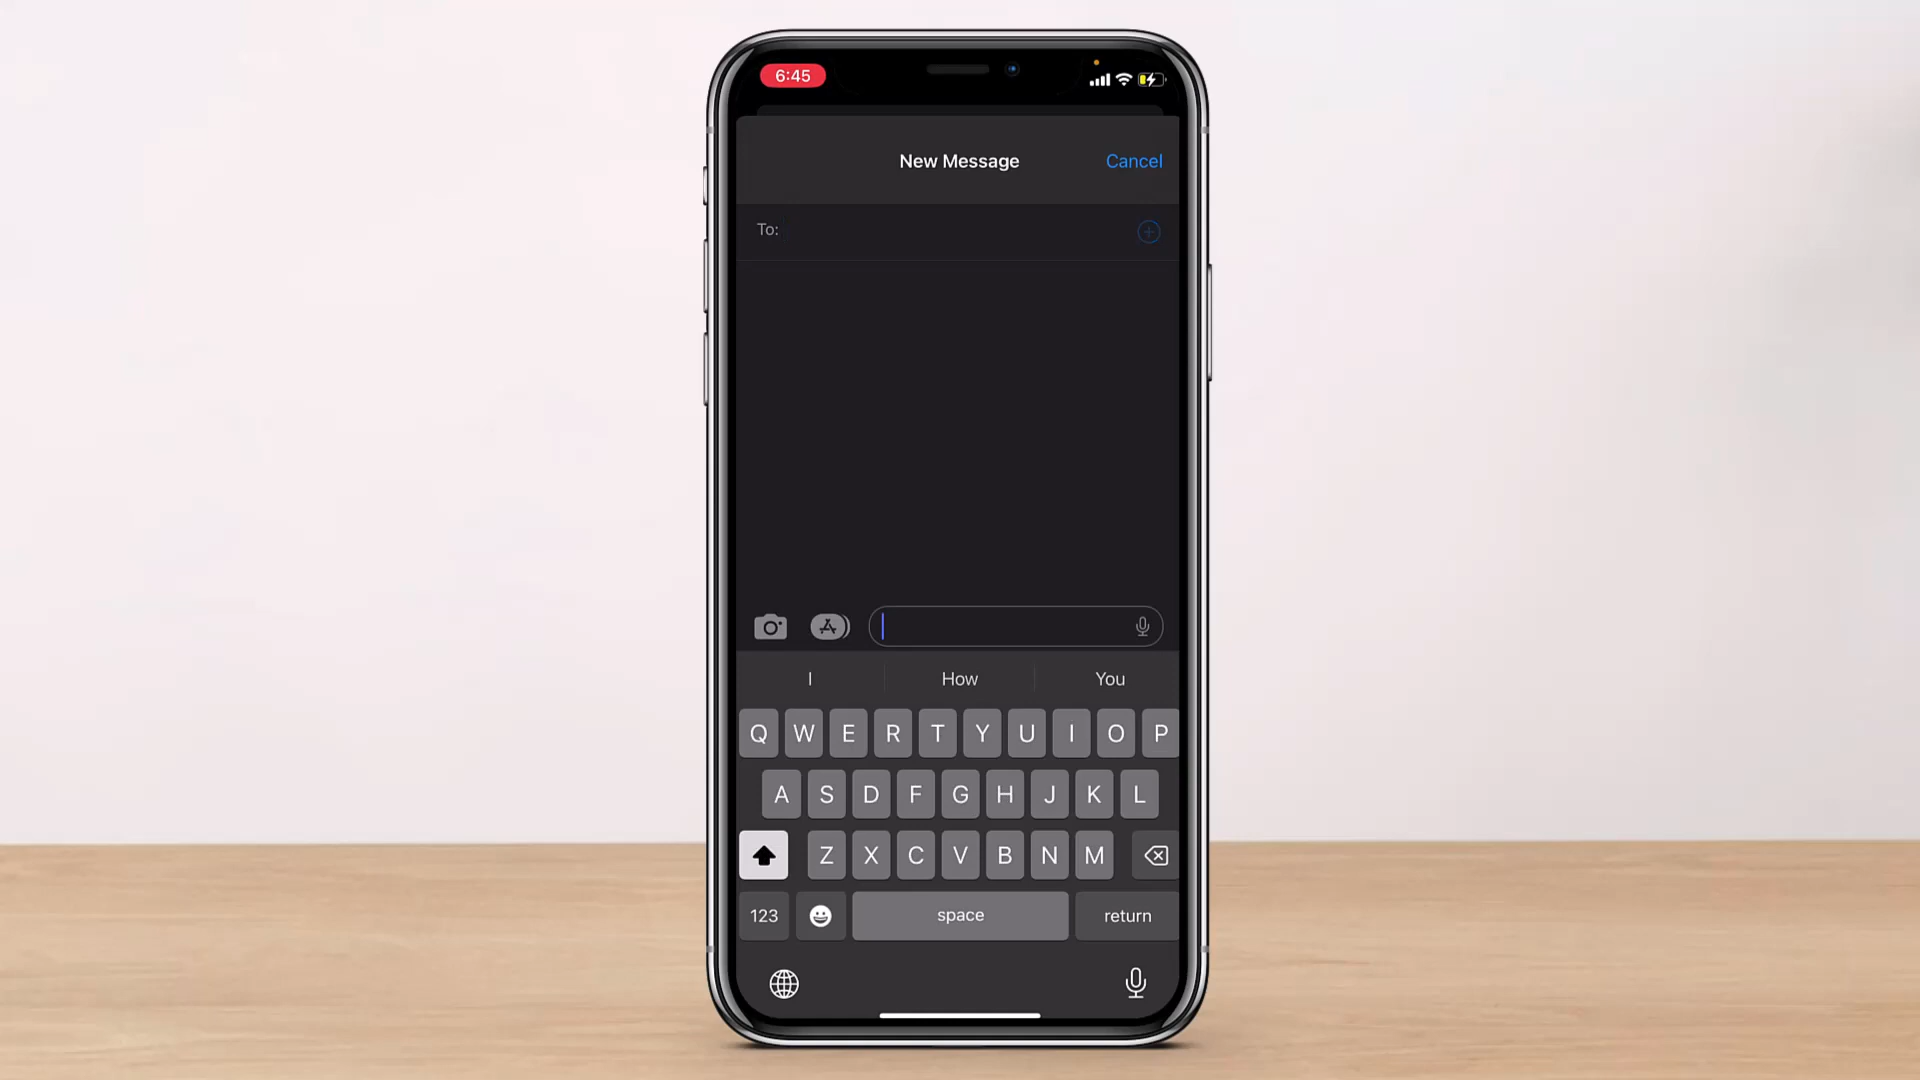 6:45
New Message Cancel
To:
I How You
Q W E R T Y U I O P
A S D F G H J K L
Z X C V B N M
123 space return